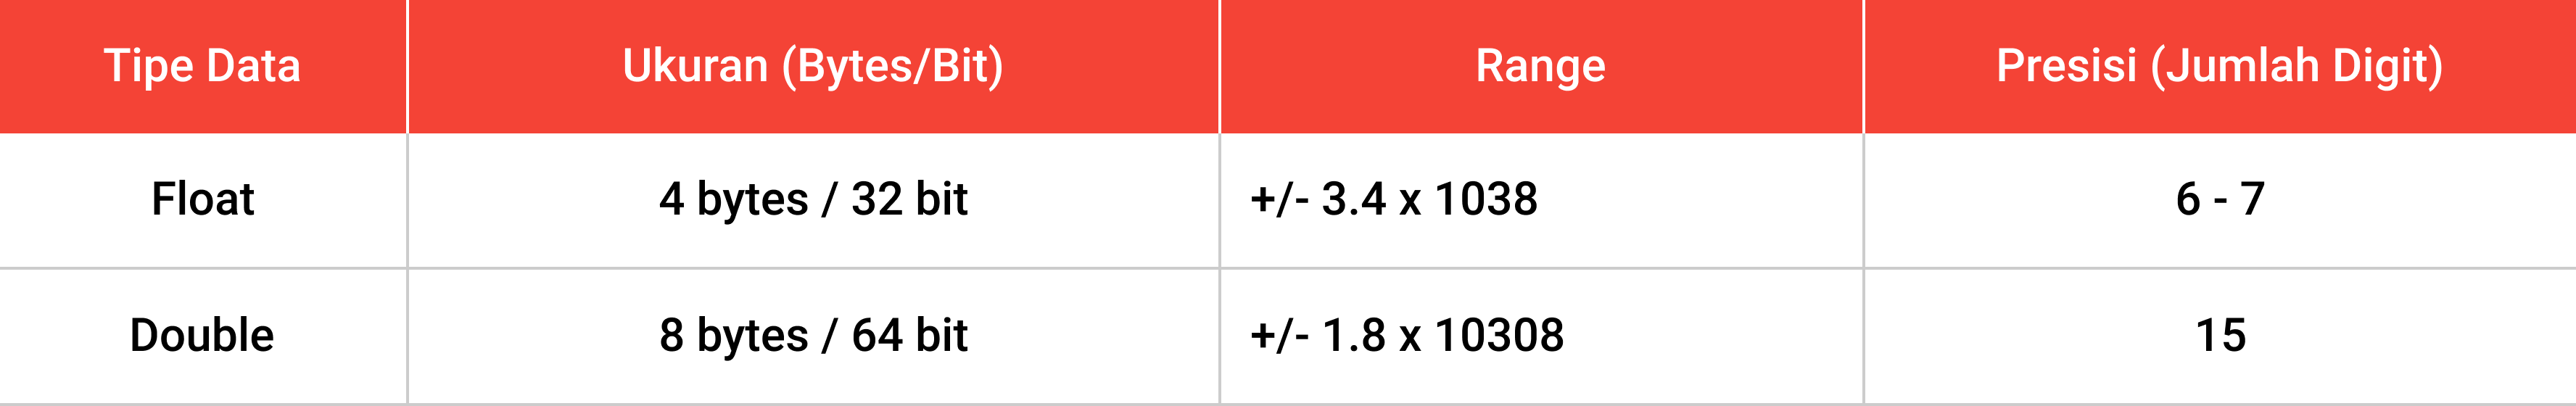 Tipe Data Ukuran (Bytes/Bit) Range Presisi (Jumlah Digit)
Float 4 bytes / 32 bit +/- 3.4 x 1038 6 - 7
Double 8 bytes / 64 bit +/- 1.8 x 10308 15